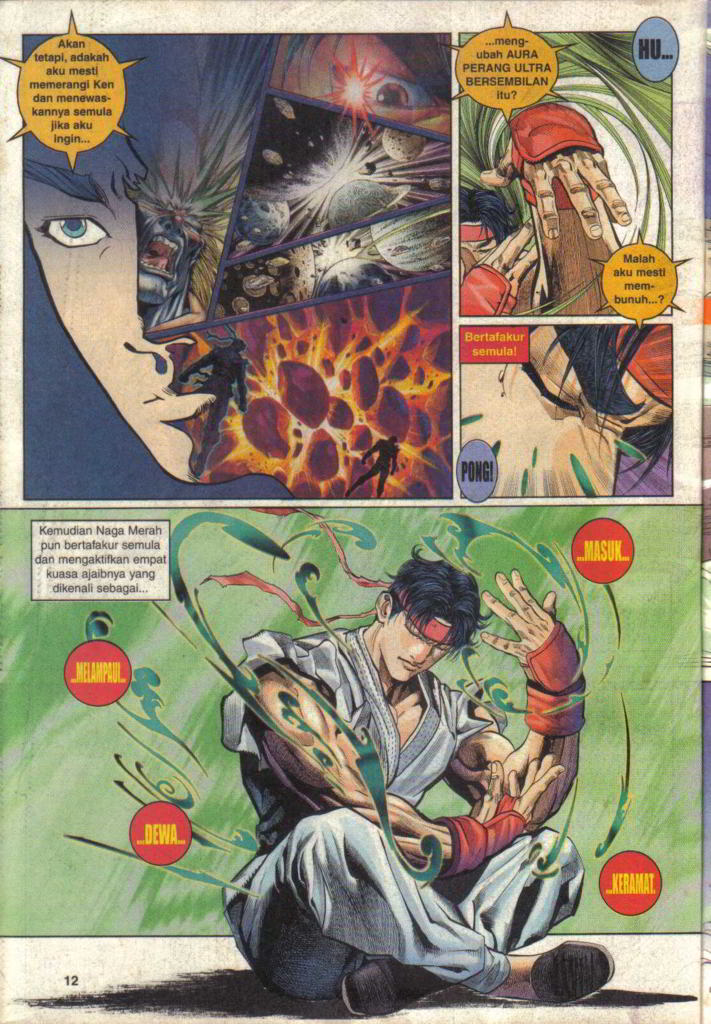 Akan
tetapi, adakah
aku mesti
memerangi Ken
dan menewas-
kannya semula
jika aku
ingin...
...meng-
ubah AURA
PERANG ULTRA
BERSEMBILAN
itu?
HU...
Malah
aku mesti
mem-
bunuh...?
Bertafakur
semula!
PONG!
Kemudian Naga Merah
pun bertafakur semula
dan mengaktifkan empat
kuasa ajaibnya yang
dikenali sebagai...
...MASUK...
...MELAMPAUI...
...DEWA...
...KERAMAT.
12